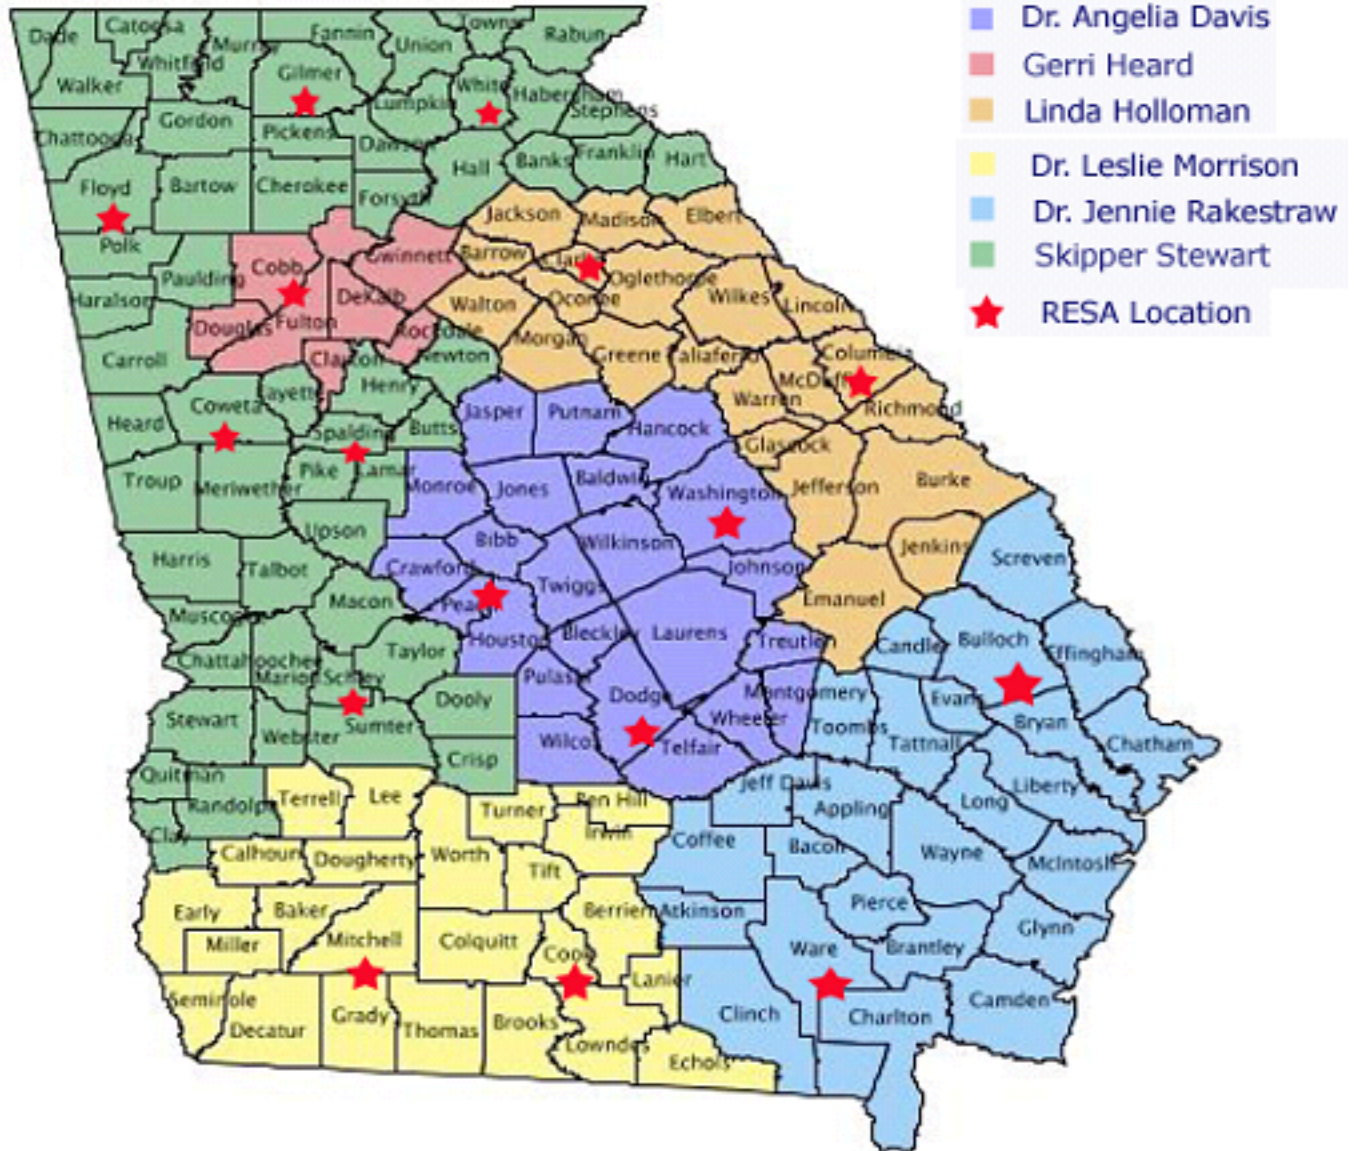 Dr. Angelia Davis
Gerri Heard
Linda Holloman
Dr. Leslie Morrison
Dr. Jennie Rakestraw
Skipper Stewart
RESA Location
Dade
Catoosa
Whitfield
Murray
Fannin
Union
Towns
Rabun
Walker
Gilmer
White
Lumpkin
Habersham
Stephens
Chattooga
Gordon
Pickens
Dawson
Hall
Banks
Franklin
Hart
Floyd
Bartow
Cherokee
Forsyth
Jackson
Madison
Elbert
Polk
Paulding
Cobb
Gwinnett
Barrow
Clarke
Oglethorpe
Haralson
Douglas
Fulton
DeKalb
Rockdale
Walton
Oconee
Wilkes
Lincoln
Carroll
Clayton
Newton
Morgan
Greene
Taliaferro
Columbia
McDuffie
Heard
Coweta
Fayette
Henry
Jasper
Putnam
Hancock
Warren
Richmond
Spalding
Butts
Glascock
Troup
Meriwether
Pike
Lamar
Monroe
Jones
Baldwin
Washington
Jefferson
Burke
Upson
Bibb
Wilkinson
Jenkins
Screven
Harris
Talbot
Crawford
Twiggs
Johnson
Emanuel
Muscogee
Macon
Peach
Houston
Bleckley
Laurens
Treutlen
Candler
Bulloch
Effingham
Chattahoochee
Marion
Schley
Taylor
Dooly
Pulaski
Dodge
Montgomery
Wheeler
Toombs
Evans
Bryan
Stewart
Webster
Sumter
Crisp
Wilcox
Telfair
Tattnall
Chatham
Quitman
Randolph
Terrell
Lee
Turner
Ben Hill
Irwin
Jeff Davis
Appling
Long
Liberty
Clay
Calhoun
Dougherty
Worth
Tift
Coffee
Bacon
Wayne
McIntosh
Early
Baker
Miller
Mitchell
Colquitt
Berrien
Atkinson
Pierce
Cook
Ware
Brantley
Glynn
Lanier
Seminole
Decatur
Grady
Thomas
Brooks
Lowndes
Echols
Clinch
Charlton
Camden